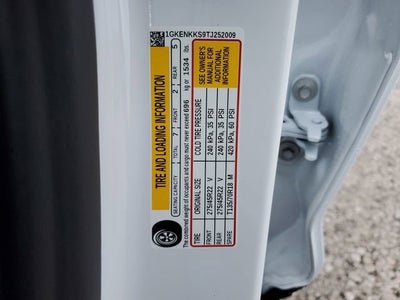 1GKENKKS9TJ252009
TIRE AND LOADING INFORMATION
SEATING CAPACITY TOTAL 7 FRONT 2 REAR 5
The combined weight of occupants and cargo must never exceed 696 kg or 1534 lbs.
TIRE ORIGINAL SIZE COLD TIRE PRESSURE
FRONT 275/45R22 V 240 kPa, 35 PSI
REAR 275/45R22 V 240 kPa, 35 PSI
SPARE T135/70R18 M 420 kPa, 60 PSI
SEE OWNER'S
MANUAL FOR
ADDITIONAL
INFORMATION